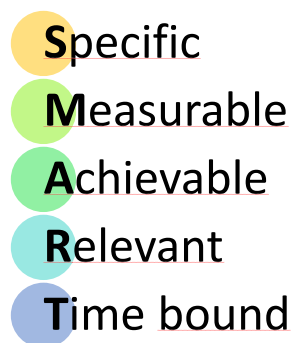 Specific
Measurable
Achievable
Relevant
Time bound